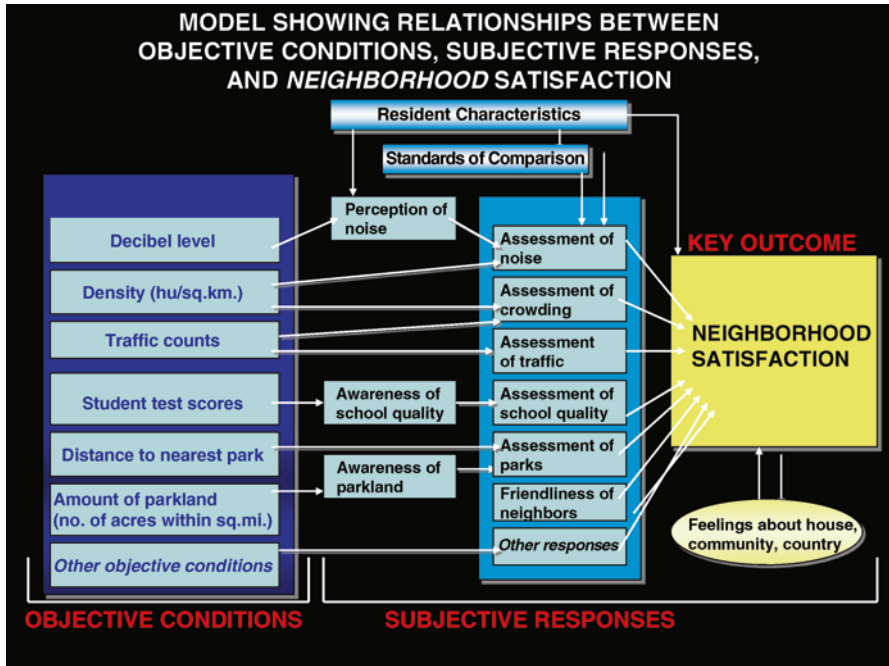 MODEL SHOWING RELATIONSHIPS BETWEEN
OBJECTIVE CONDITIONS, SUBJECTIVE RESPONSES,
AND NEIGHBORHOOD SATISFACTION
Resident Characteristics
Standards of Comparison
Decibel level
Density (hu/sq.km.)
Traffic counts
Student test scores
Distance to nearest park
Amount of parkland
(no. of acres within sq.mi.)
Other objective conditions
Perception of
noise
Awareness of
school quality
Awareness of
parkland
Assessment of
noise
Assessment of
crowding
Assessment
of traffic
Assessment of
school quality
Assessment of
parks
Friendliness of
neighbors
Other responses
KEY OUTCOME
NEIGHBORHOOD
SATISFACTION
Feelings about house,
community, country
OBJECTIVE CONDITIONS
SUBJECTIVE RESPONSES